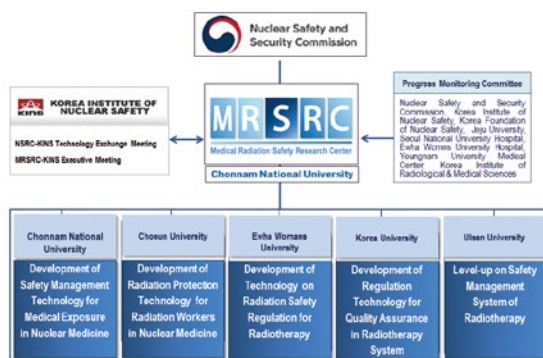 Nuclear Safety and
Security Commission
KINS
KOREA INSTITUTE OF
NUCLEAR SAFETY
NSRC-KINS Technology Exchange Meeting
MRSRC-KINS Executive Meeting
MRSRC
Medical Radiation Safety Research Center
Chonnam National University
Progress Monitoring Committee
Nuclear Safety and Security
Commission, Korea Institute of
Nuclear Safety, Korea Foundation
of Nuclear Safety, Jeju University,
Seoul National University Hospital,
Ewha Womns University Hospital,
Youngnam University Medical
Center Korea Institute of
Radiological & Medical Sciences
Chonnam National
University
Development of
Safety Management
Technology for
Medical Exposure
in Nuclear Medicine
Chosun University
Development of
Radiation Protection
Technology for
Radiation Workers
in Nuclear Medicine
Ewha Womans
University
Development of
Technology on
Radiation Safety
Regulation for
Radiotherapy
Korea University
Development of
Regulation
Technology for
Quality Assurance
in Radiotherapy
System
Ulsan University
Level-up on Safety
Management
System of
Radiotherapy